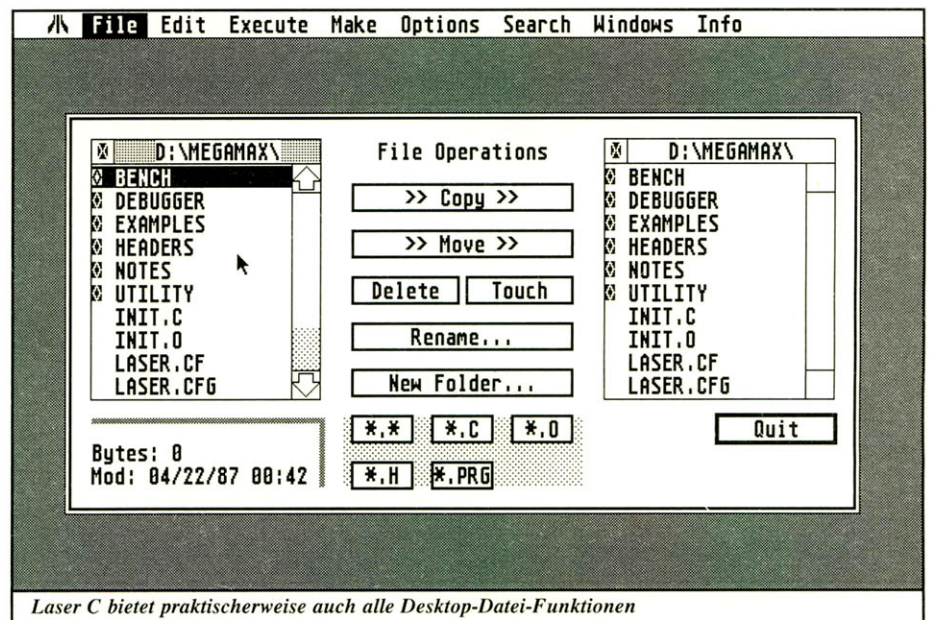 File Edit Execute Make Options Search Windows Info
D:\MEGAMAX\
BENCH
DEBUGGER
EXAMPLES
HEADERS
NOTES
UTILITY
INIT.C
INIT.O
LASER.CF
LASER.CFG
Bytes: 0
Mod: 04/22/87 00:42
File Operations
>> Copy >>
>> Move >>
Delete Touch
Rename...
New Folder...
*.* *.C *.O
*.H *.PRG
D:\MEGAMAX\
BENCH
DEBUGGER
EXAMPLES
HEADERS
NOTES
UTILITY
INIT.C
INIT.O
LASER.CF
LASER.CFG
Quit
Laser C bietet praktischerweise auch alle Desktop-Datei-Funktionen